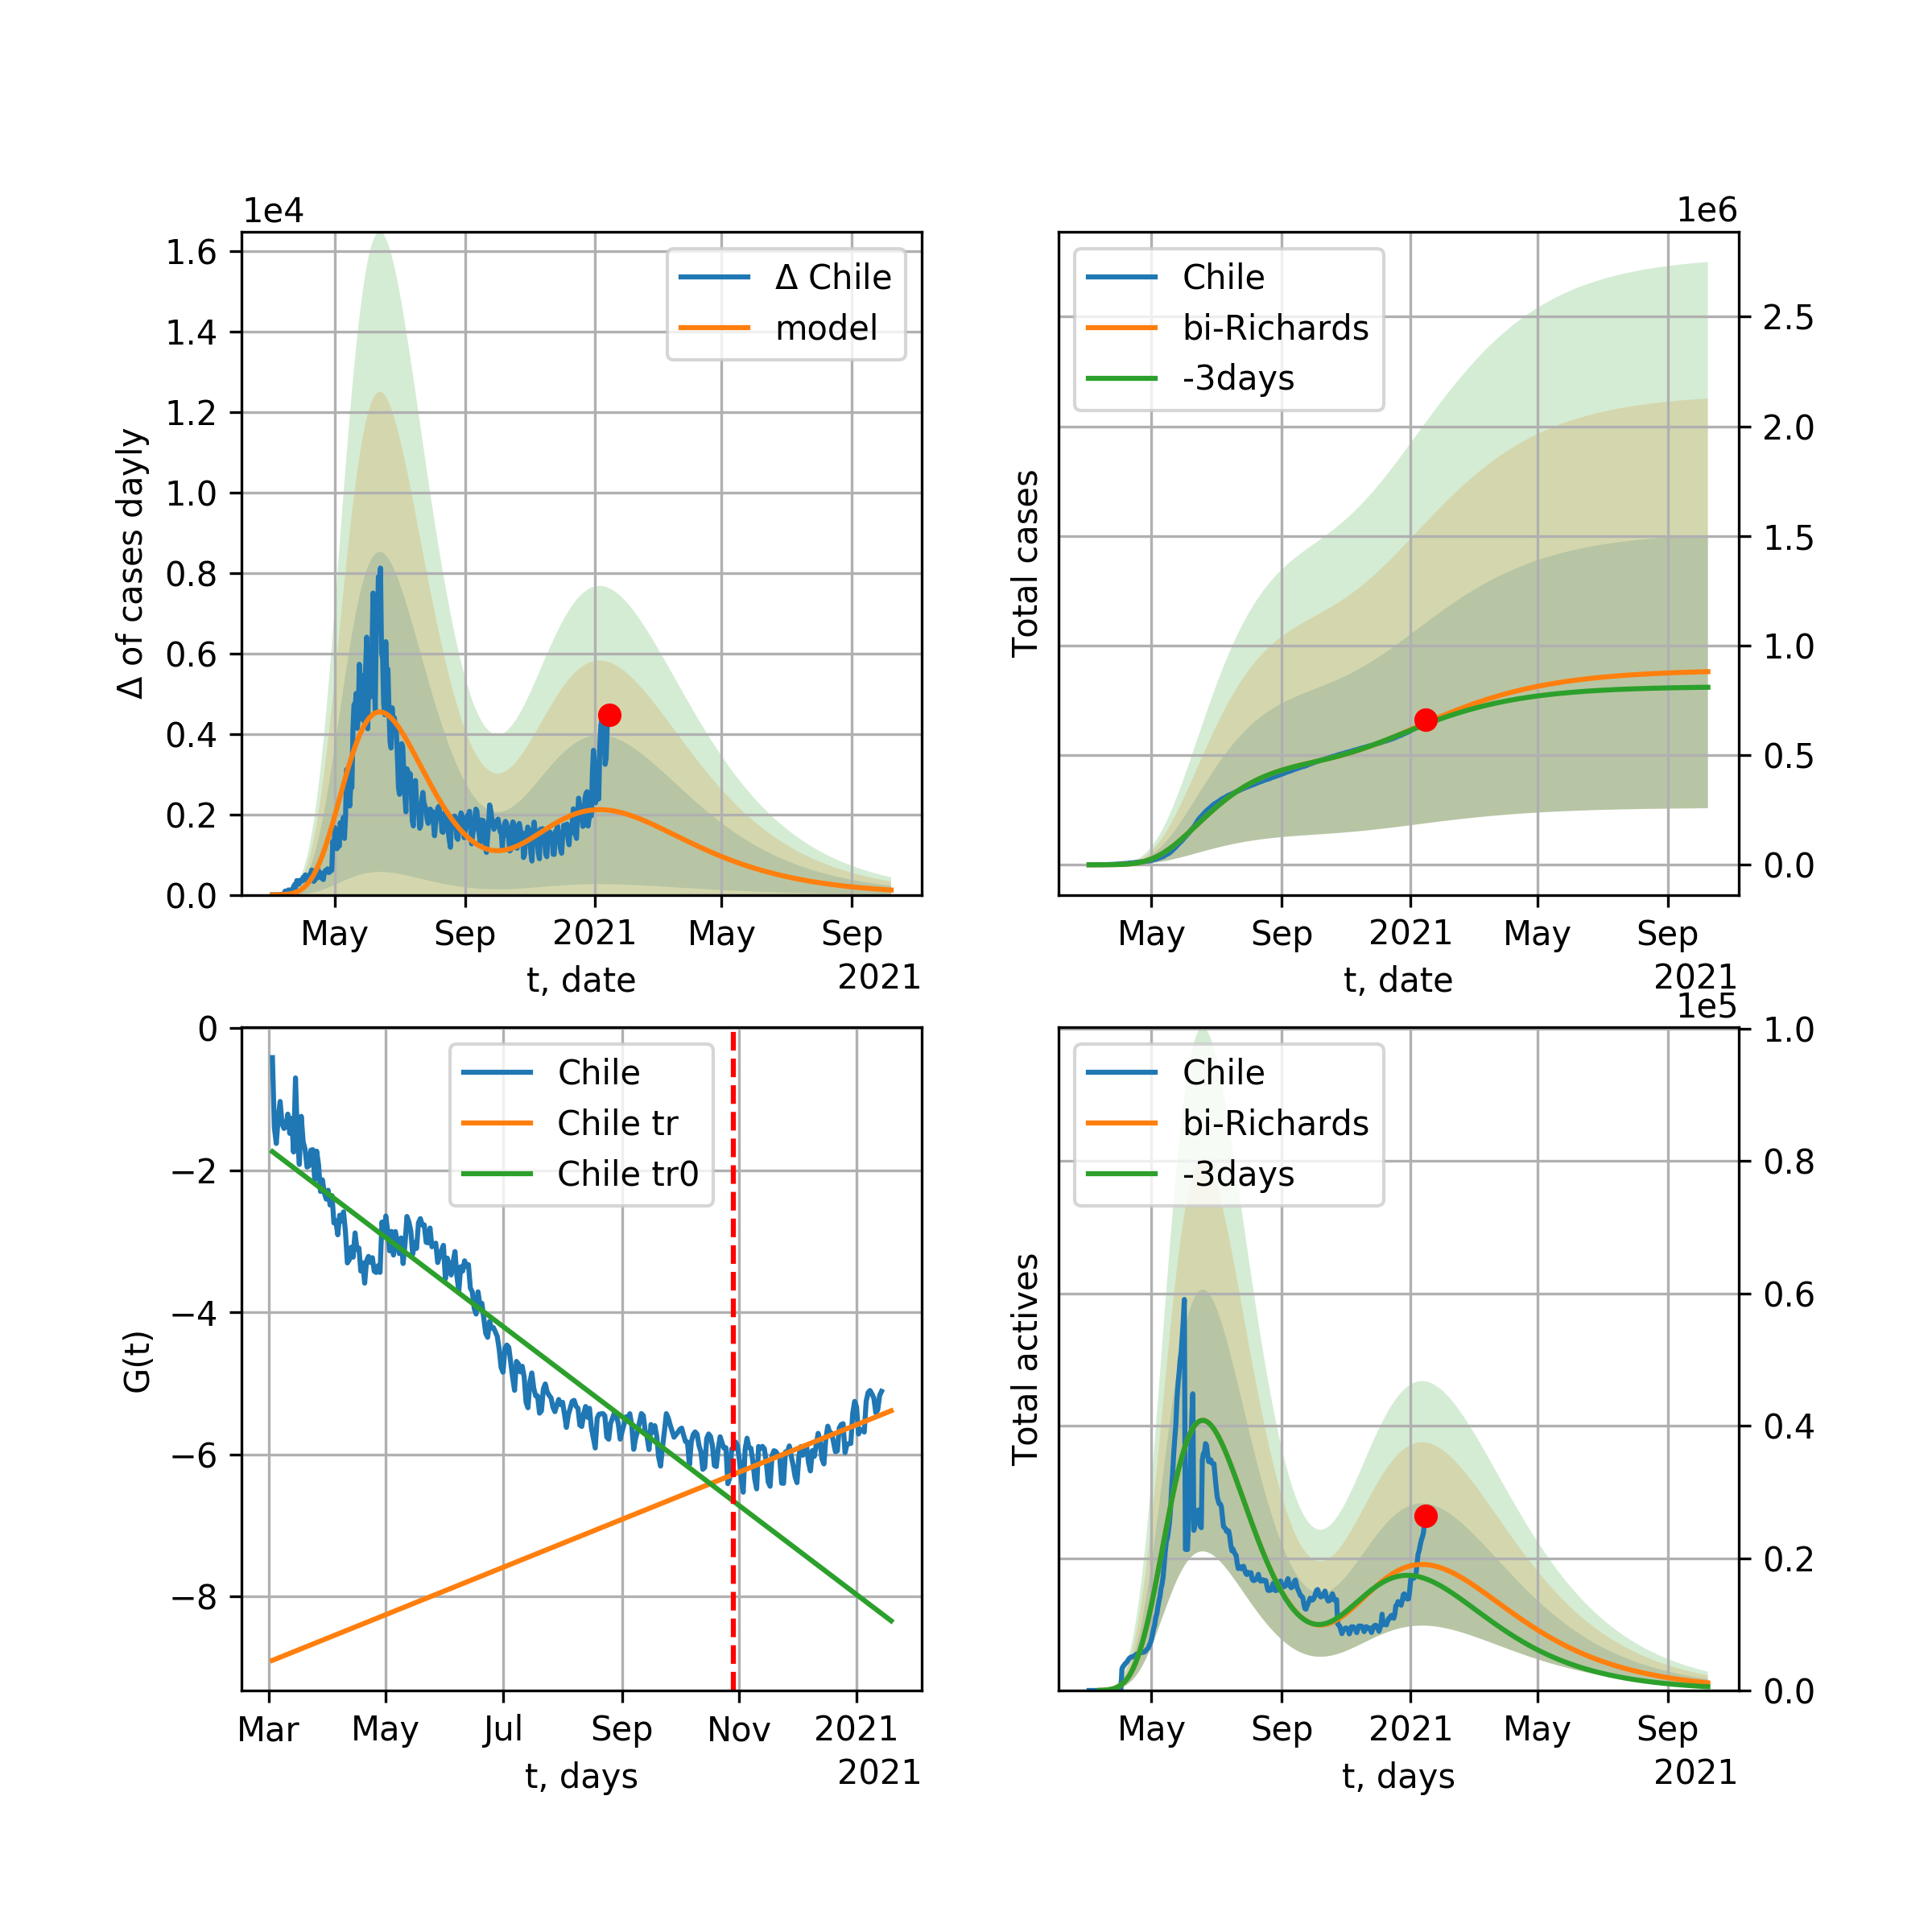 1e4
1.6
1.4
1.2
1.0
0.8
0.6
0.4
0.2
0.0
Δ of cases dayly
Δ Chile
model
May Sep 2021 May Sep
t, date 2021
1e6
Chile
bi-Richards
-3days
2.5
2.0
1.5
1.0
0.5
0.0
Total cases
May Sep 2021 May Sep
t, date 2021
0
−2
−4
−6
−8
G(t)
Chile
Chile tr
Chile tr0
Mar May Jul Sep Nov 2021
t, days 2021
1e5
Chile
bi-Richards
-3days
1.0
0.8
0.6
0.4
0.2
0.0
Total actives
May Sep 2021 May Sep
t, days 2021